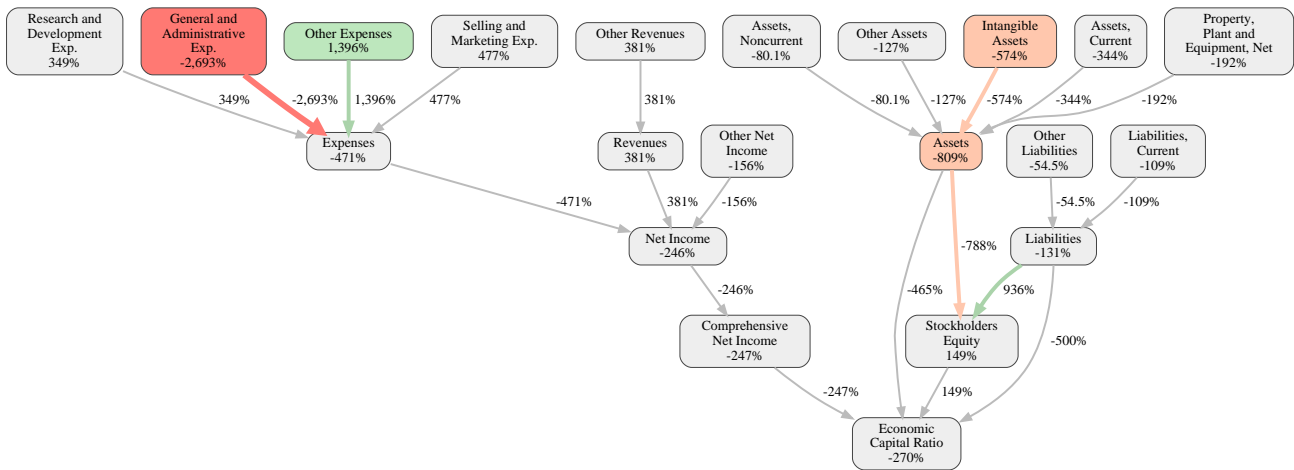 Research and
Development
Exp.
349%
General and
Administrative
Exp.
-2,693%
Other Expenses
1,396%
Selling and
Marketing Exp.
477%
Other Revenues
381%
Assets,
Noncurrent
-80.1%
Other Assets
-127%
Intangible
Assets
-574%
Assets,
Current
-344%
Property,
Plant and
Equipment, Net
-192%
349%
-2,693%
1,396%
477%
381%
-80.1%
-127%
-574%
-344%
-192%
Expenses
-471%
Revenues
381%
Other Net
Income
-156%
Assets
-809%
Other
Liabilities
-54.5%
Liabilities,
Current
-109%
-471%
381%
-156%
-54.5%
-109%
Net Income
-246%
Liabilities
-131%
-788%
-246%
-465%
936%
-500%
Comprehensive
Net Income
-247%
Stockholders
Equity
149%
-247%
149%
Economic
Capital Ratio
-270%